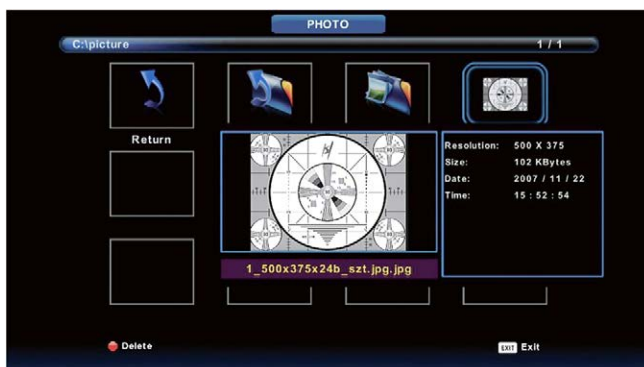 PHOTO
C:\picture 1 / 1
Return
Resolution: 500 X 375
Size: 102 KBytes
Date: 2007 / 11 / 22
Time: 15 : 52 : 54
1_500x375x24b_szt.jpg.jpg
Delete EXIT Exit